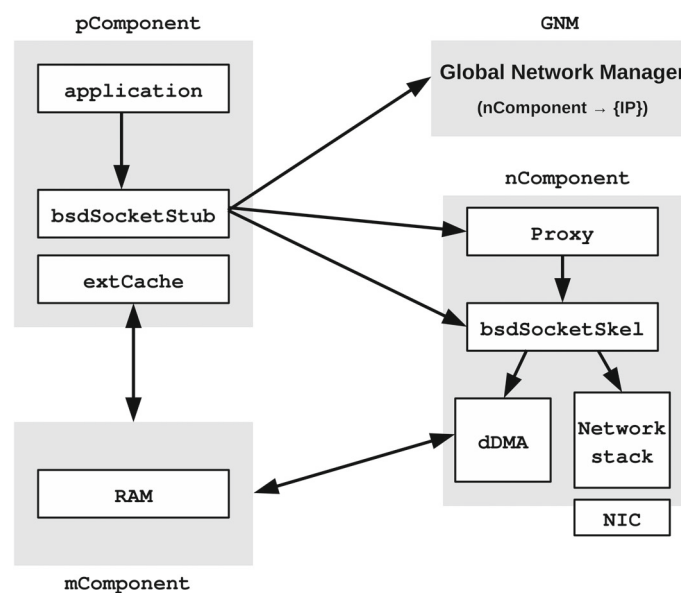 pComponent
application
bsdSocketStub
extCache
GNM
Global Network Manager
(nComponent → {IP})
nComponent
Proxy
bsdSocketSkel
dDMA
Network
stack
NIC
RAM
mComponent